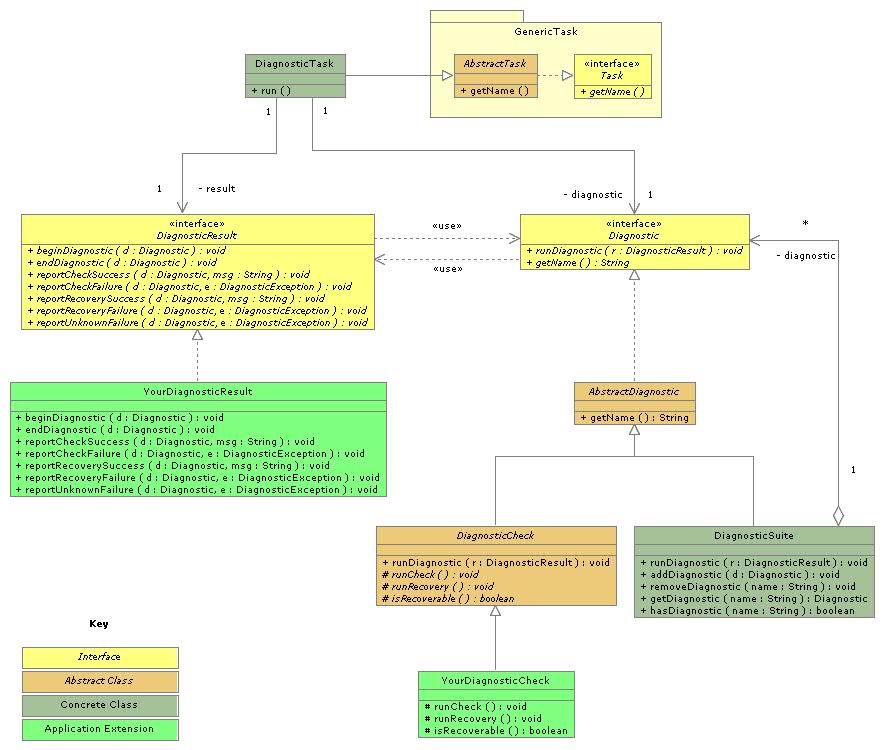 GenericTask
DiagnosticTask
+ run ( )
AbstractTask
+ getName ( )
«interface»
Task
+ getName ( )
1
1
1
- result
- diagnostic
1
«interface»
DiagnosticResult
+ beginDiagnostic ( d : Diagnostic ) : void
+ endDiagnostic ( d : Diagnostic ) : void
+ reportCheckSuccess ( d : Diagnostic, msg : String ) : void
+ reportCheckFailure ( d : Diagnostic, e : DiagnosticException ) : void
+ reportRecoverySuccess ( d : Diagnostic, msg : String ) : void
+ reportRecoveryFailure ( d : Diagnostic, e : DiagnosticException ) : void
+ reportUnknownFailure ( d : Diagnostic, e : DiagnosticException ) : void
«use»
«use»
«interface»
Diagnostic
+ runDiagnostic ( r : DiagnosticResult ) : void
+ getName ( ) : String
*
- diagnostic
YourDiagnosticResult
+ beginDiagnostic ( d : Diagnostic ) : void
+ endDiagnostic ( d : Diagnostic ) : void
+ reportCheckSuccess ( d : Diagnostic, msg : String ) : void
+ reportCheckFailure ( d : Diagnostic, e : DiagnosticException ) : void
+ reportRecoverySuccess ( d : Diagnostic, msg : String ) : void
+ reportRecoveryFailure ( d : Diagnostic, e : DiagnosticException ) : void
+ reportUnknownFailure ( d : Diagnostic, e : DiagnosticException ) : void
AbstractDiagnostic
+ getName ( ) : String
1
DiagnosticCheck
+ runDiagnostic ( r : DiagnosticResult ) : void
# runCheck ( ) : void
# runRecovery ( ) : void
# isRecoverable ( ) : boolean
DiagnosticSuite
+ runDiagnostic ( r : DiagnosticResult ) : void
+ addDiagnostic ( d : Diagnostic ) : void
+ removeDiagnostic ( name : String ) : void
+ getDiagnostic ( name : String ) : Diagnostic
+ hasDiagnostic ( name : String ) : boolean
YourDiagnosticCheck
# runCheck ( ) : void
# runRecovery ( ) : void
# isRecoverable ( ) : boolean
Key
Interface
Abstract Class
Concrete Class
Application Extension